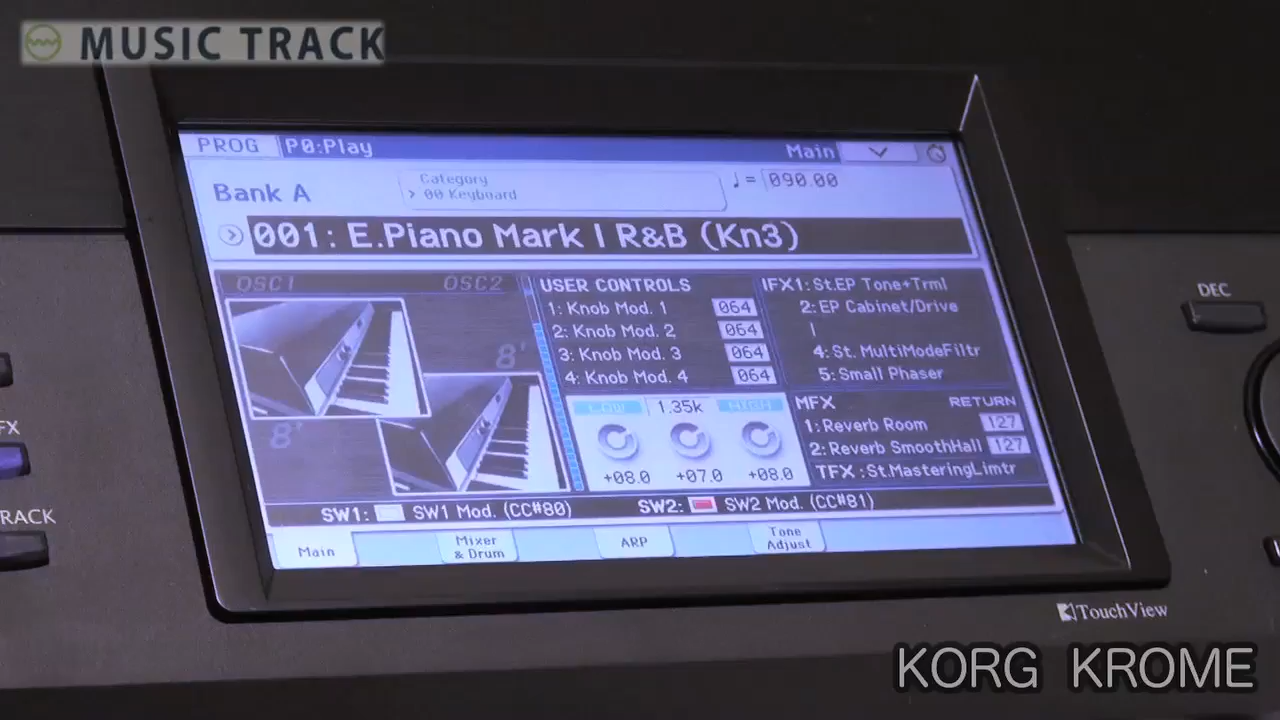 MUSIC TRACK
PROG P0:Play Main
Bank A
Category
> 00 Keyboard
♩= 090.00
001: E.Piano Mark I R&B (Kn3)
OSC1 OSC2
8'
8'
USER CONTROLS
1: Knob Mod. 1 064
2: Knob Mod. 2 064
3: Knob Mod. 3 064
4: Knob Mod. 4 064
LOW 1.35k HIGH
+08.0 +07.0 +08.0
IFX1: St.EP Tone+Trml
2: EP Cabinet/Drive
4: St. MultiModeFiltr
5: Small Phaser
MFX RETURN
1: Reverb Room 127
2: Reverb SmoothHall 127
TFX : St.MasteringLimtr
SW1: SW1 Mod. (CC#80) SW2: SW2 Mod. (CC#81)
Main
Mixer
& Drum
ARP
Tone
Adjust
DEC
FX
RACK
TouchView
KORG KROME